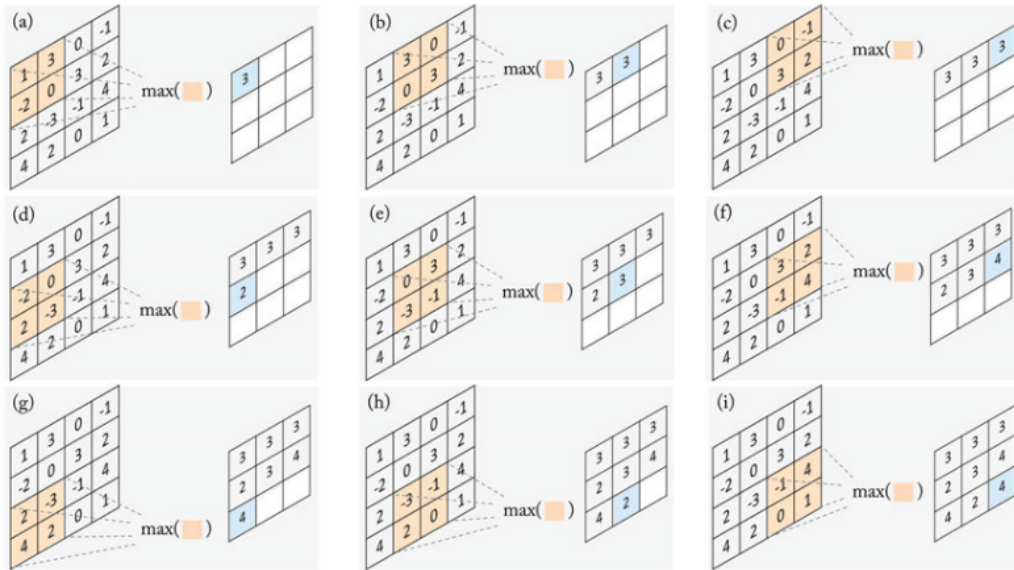 (a)
1 3 0 -1
-2 0 3 2
2 -3 -1 4
4 2 0 1
max( )
3
(b)
1 3 0 -1
-2 0 3 2
2 -3 -1 4
4 2 0 1
max( )
3 3
(c)
1 3 0 -1
-2 0 3 2
2 -3 -1 4
4 2 0 1
max( )
3 3 3
(d)
1 3 0 -1
-2 0 3 2
2 -3 -1 4
4 2 0 1
max( )
3 3 3
2
(e)
1 3 0 -1
-2 0 3 2
2 -3 -1 4
4 2 0 1
max( )
3 3 3
2 3
(f)
1 3 0 -1
-2 0 3 2
2 -3 -1 4
4 2 0 1
max( )
3 3 3
2 3 4
(g)
1 3 0 -1
-2 0 3 2
2 -3 -1 4
4 2 0 1
max( )
3 3 3
2 3 4
4
(h)
1 3 0 -1
-2 0 3 2
2 -3 -1 4
4 2 0 1
max( )
3 3 3
2 3 4
4 2
(i)
1 3 0 -1
-2 0 3 2
2 -3 -1 4
4 2 0 1
max( )
3 3 3
2 3 4
4 2 4